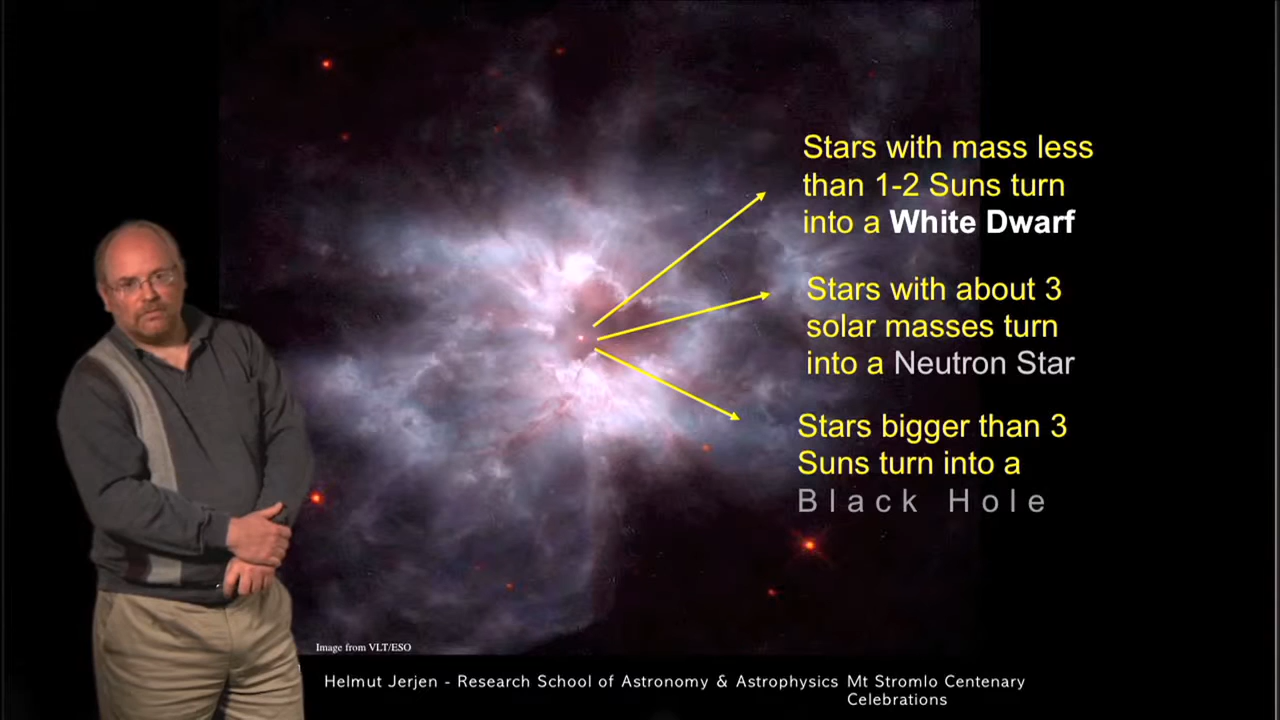 Stars with mass less
than 1-2 Suns turn
into a White Dwarf
Stars with about 3
solar masses turn
into a Neutron Star
Stars bigger than 3
Suns turn into a
Black Hole
Image from VLT/ESO
Helmut Jerjen - Research School of Astronomy & Astrophysics Mt Stromlo Centenary
Celebrations